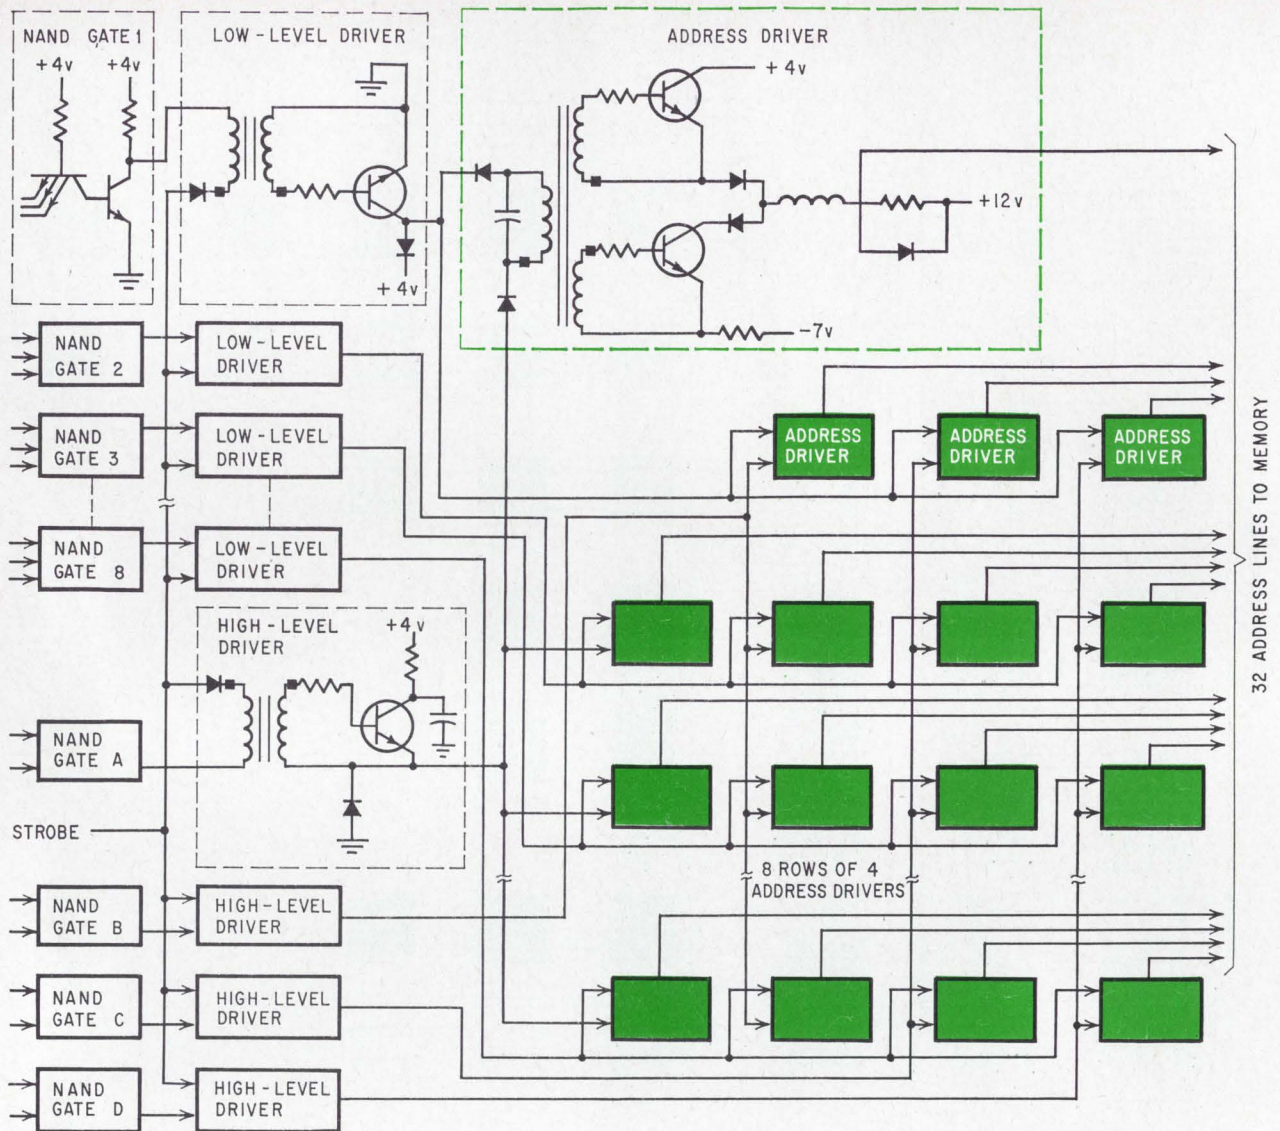 NAND GATE 1
+4v +4v
LOW-LEVEL DRIVER
+4v
ADDRESS DRIVER
+4v
+12v
-7v
NAND
GATE 2
LOW-LEVEL
DRIVER
NAND
GATE 3
LOW-LEVEL
DRIVER
NAND
GATE 8
LOW-LEVEL
DRIVER
ADDRESS
DRIVER
ADDRESS
DRIVER
ADDRESS
DRIVER
32 ADDRESS LINES TO MEMORY
HIGH-LEVEL
DRIVER
+4v
NAND
GATE A
STROBE
8 ROWS OF 4
ADDRESS DRIVERS
NAND
GATE B
HIGH-LEVEL
DRIVER
NAND
GATE C
HIGH-LEVEL
DRIVER
NAND
GATE D
HIGH-LEVEL
DRIVER